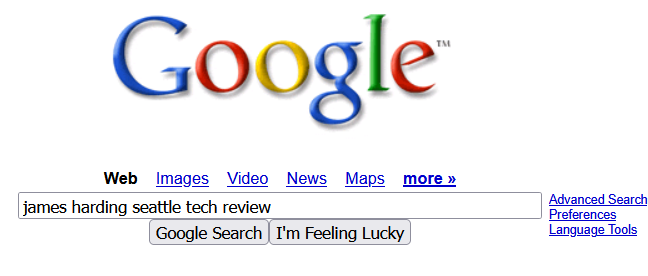 Google™
Web Images Video News Maps more »
james harding seattle tech review
Advanced Search
Preferences
Language Tools
Google Search I'm Feeling Lucky